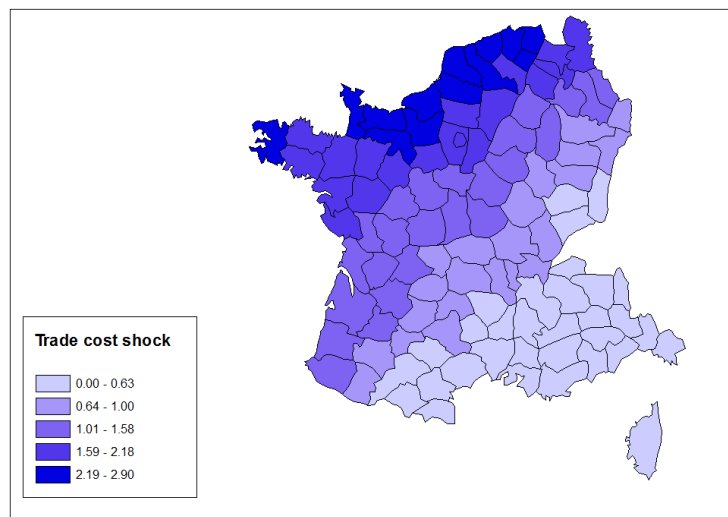 Trade cost shock
0.00 - 0.63
0.64 - 1.00
1.01 - 1.58
1.59 - 2.18
2.19 - 2.90